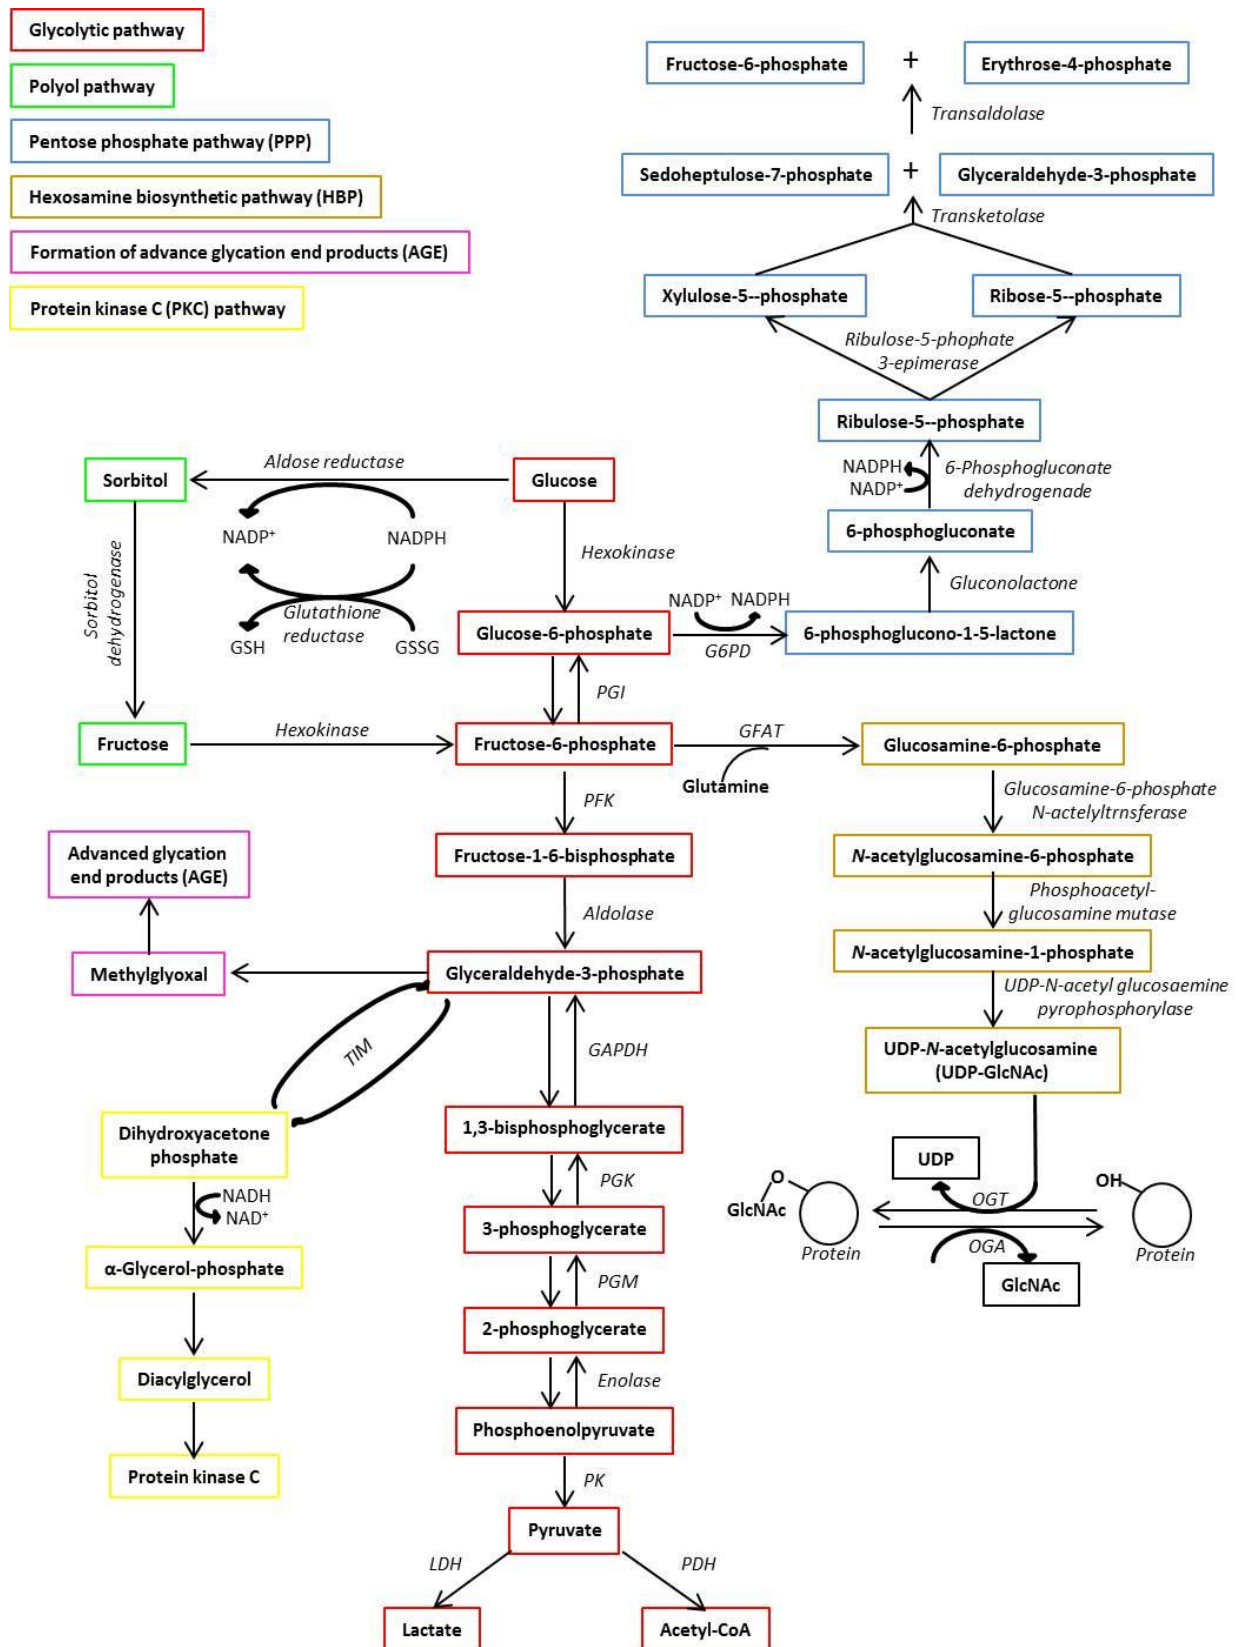 Glycolytic pathway
Polyol pathway
Pentose phosphate pathway (PPP)
Hexosamine biosynthetic pathway (HBP)
Formation of advance glycation end products (AGE)
Protein kinase C (PKC) pathway
Fructose-6-phosphate + Erythrose-4-phosphate
Transaldolase
Sedoheptulose-7-phosphate + Glyceraldehyde-3-phosphate
Transketolase
Xylulose-5--phosphate
Ribose-5--phosphate
Ribulose-5-phophate
3-epimerase
Ribulose-5--phosphate
NADPH
NADP⁺
6-Phosphogluconate
dehydrogenade
6-phosphogluconate
Gluconolactone
6-phosphoglucono-1-5-lactone
NADP⁺ NADPH
G6PD
Sorbitol
Aldose reductase
Glucose
NADP⁺
NADPH
Glutathione
reductase
GSH
GSSG
Sorbitol
dehydrogenase
Hexokinase
Glucose-6-phosphate
PGI
Fructose
Hexokinase
Fructose-6-phosphate
GFAT
Glutamine
Glucosamine-6-phosphate
Glucosamine-6-phosphate
N-actelyltrnsferase
N-acetylglucosamine-6-phosphate
Phosphoacetyl-
glucosamine mutase
N-acetylglucosamine-1-phosphate
UDP-N-acetyl glucosaemine
pyrophosphorylase
UDP-N-acetylglucosamine
(UDP-GlcNAc)
PFK
Fructose-1-6-bisphosphate
Aldolase
Advanced glycation
end products (AGE)
Methylglyoxal
Glyceraldehyde-3-phosphate
TIM
GAPDH
Dihydroxyacetone
phosphate
NADH
NAD⁺
α-Glycerol-phosphate
Diacylglycerol
Protein kinase C
1,3-bisphosphoglycerate
PGK
3-phosphoglycerate
PGM
2-phosphoglycerate
Enolase
Phosphoenolpyruvate
PK
Pyruvate
LDH
PDH
Lactate
Acetyl-CoA
UDP
O
GlcNAc
Protein
OGT
OGA
OH
Protein
GlcNAc